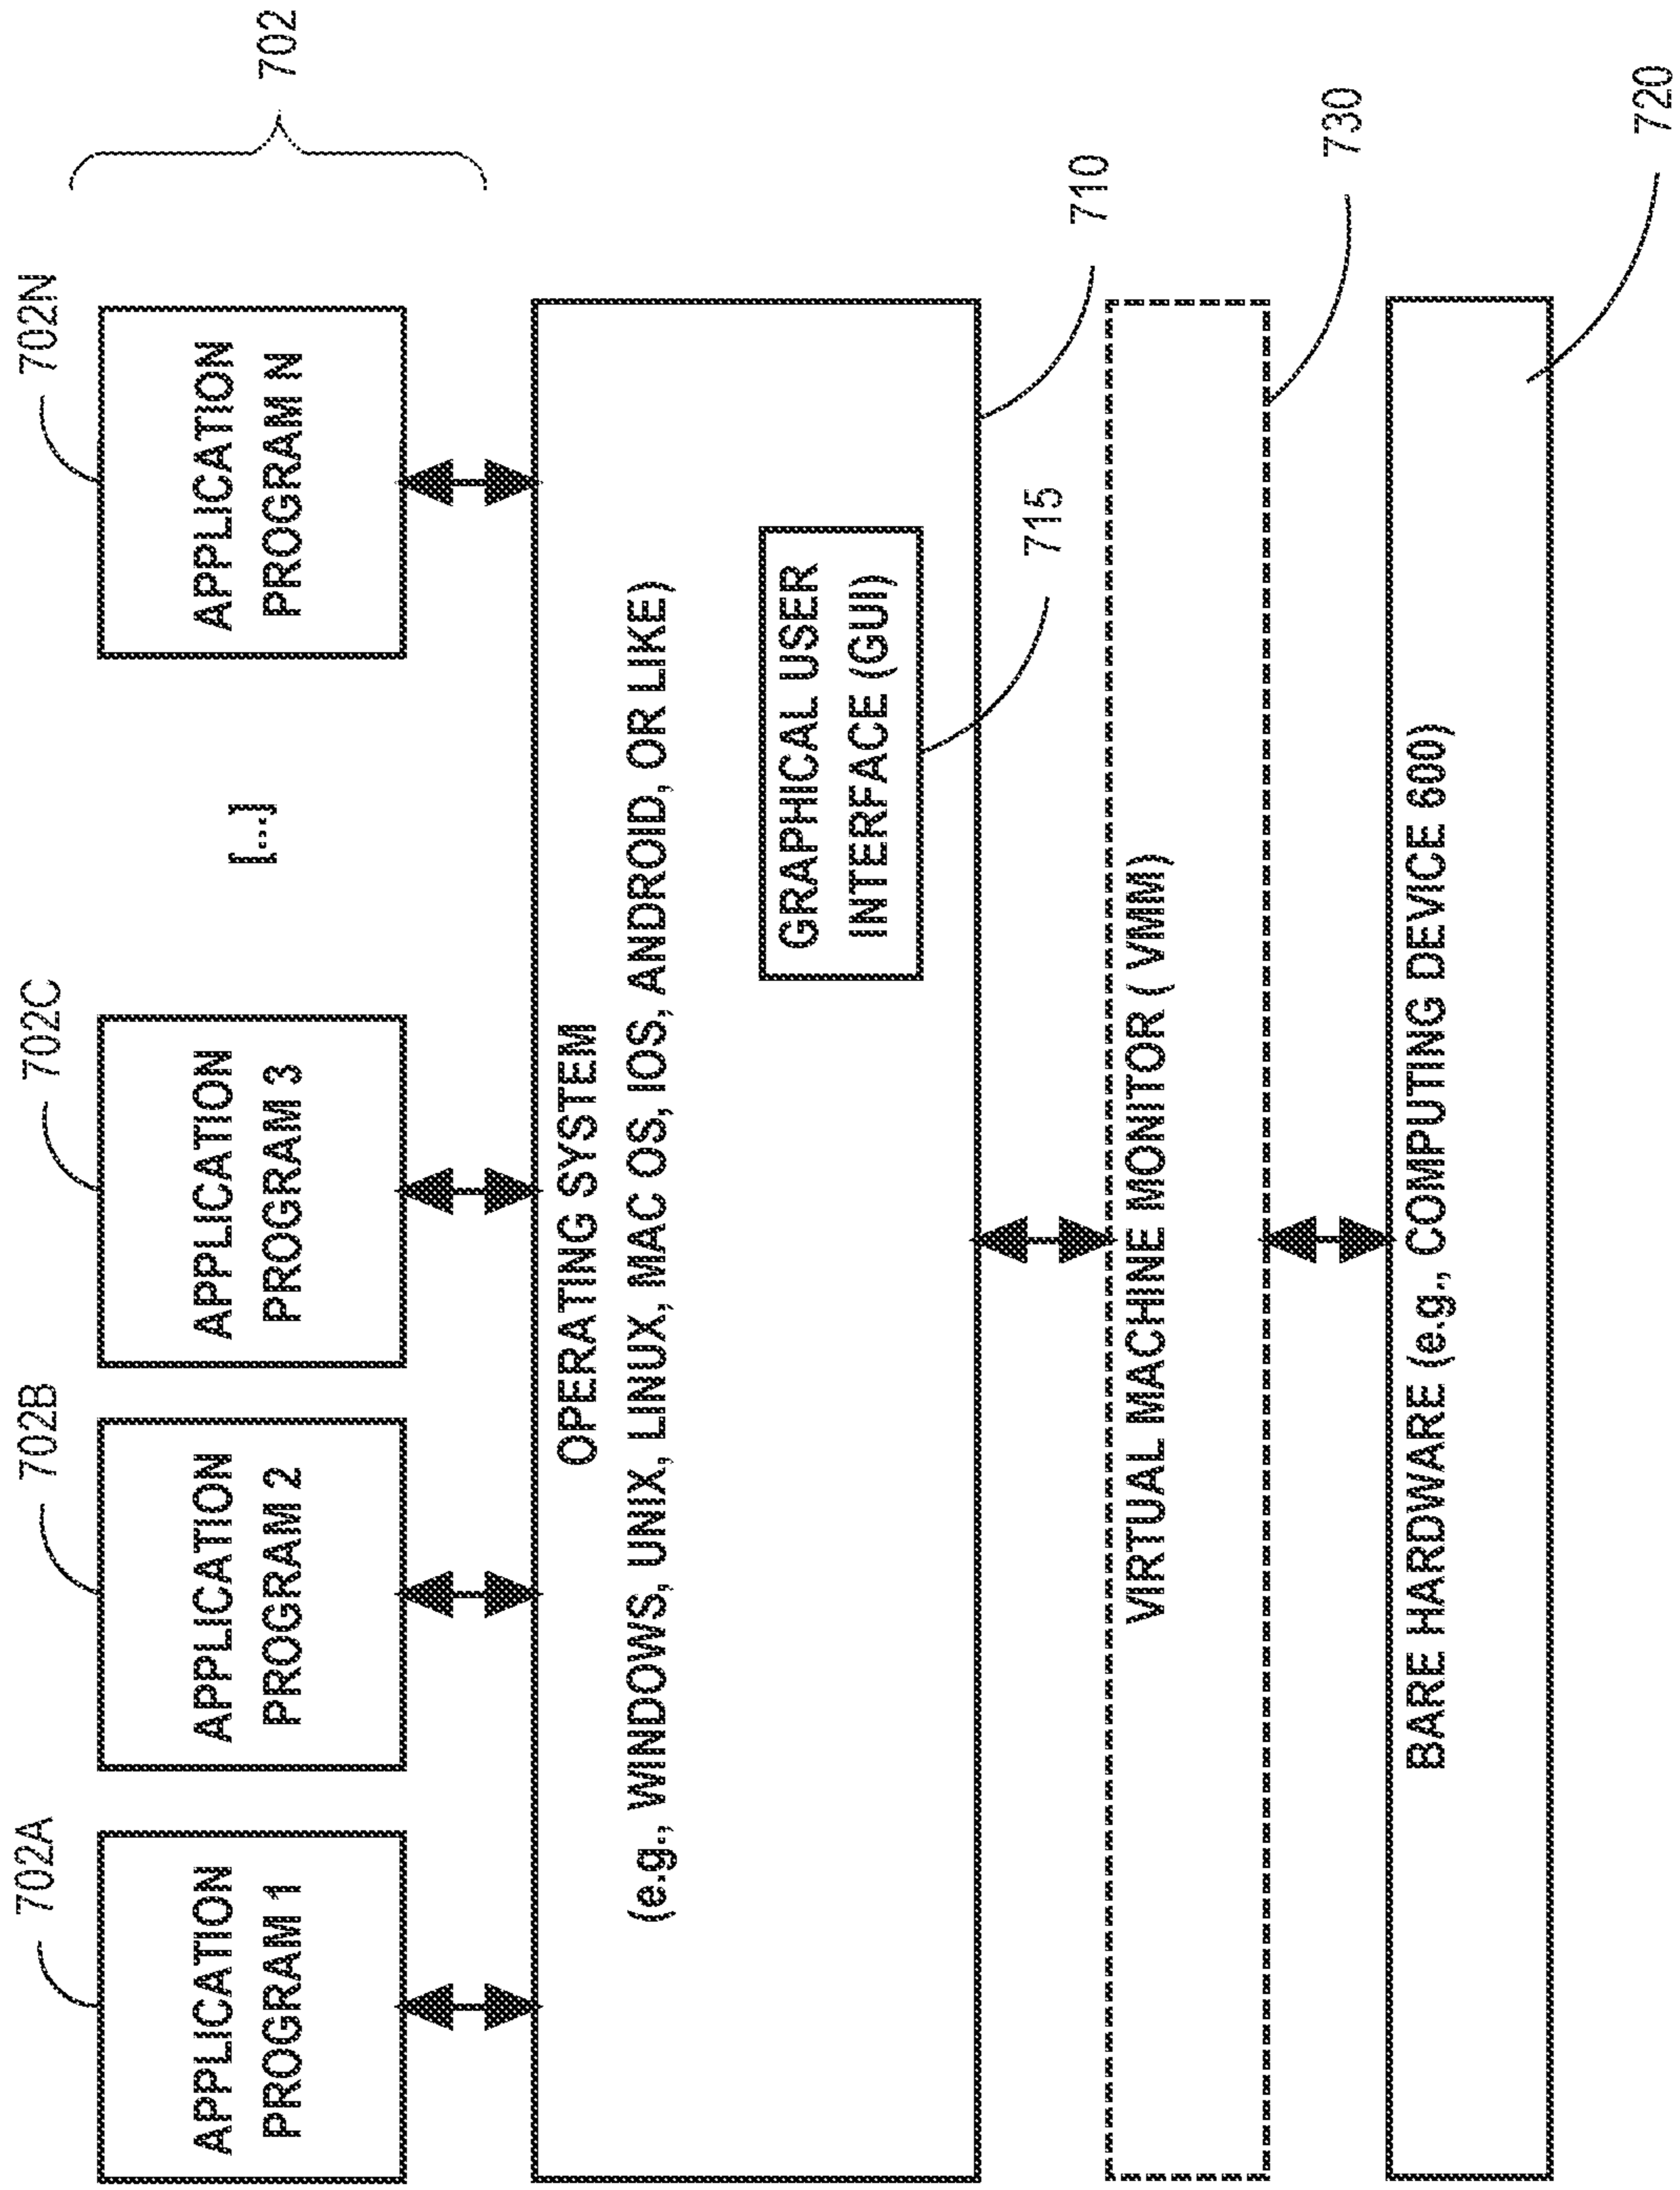 702A
702B
702C
702N
702
APPLICATION
PROGRAM 1
APPLICATION
PROGRAM 2
APPLICATION
PROGRAM 3
[...]
APPLICATION
PROGRAM N
OPERATING SYSTEM
(e.g., WINDOWS, UNIX, LINUX, MAC OS, IOS, ANDROID, OR LIKE)
GRAPHICAL USER
INTERFACE (GUI)
715
710
VIRTUAL MACHINE MONITOR ( VMM )
730
BARE HARDWARE (e.g., COMPUTING DEVICE 600)
720